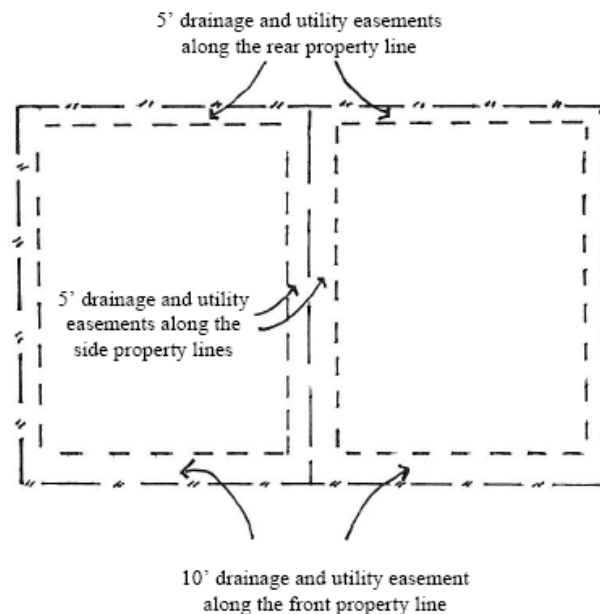 5’ drainage and utility easements
along the rear property line
5’ drainage and utility
easements along the
side property lines
10’ drainage and utility easement
along the front property line